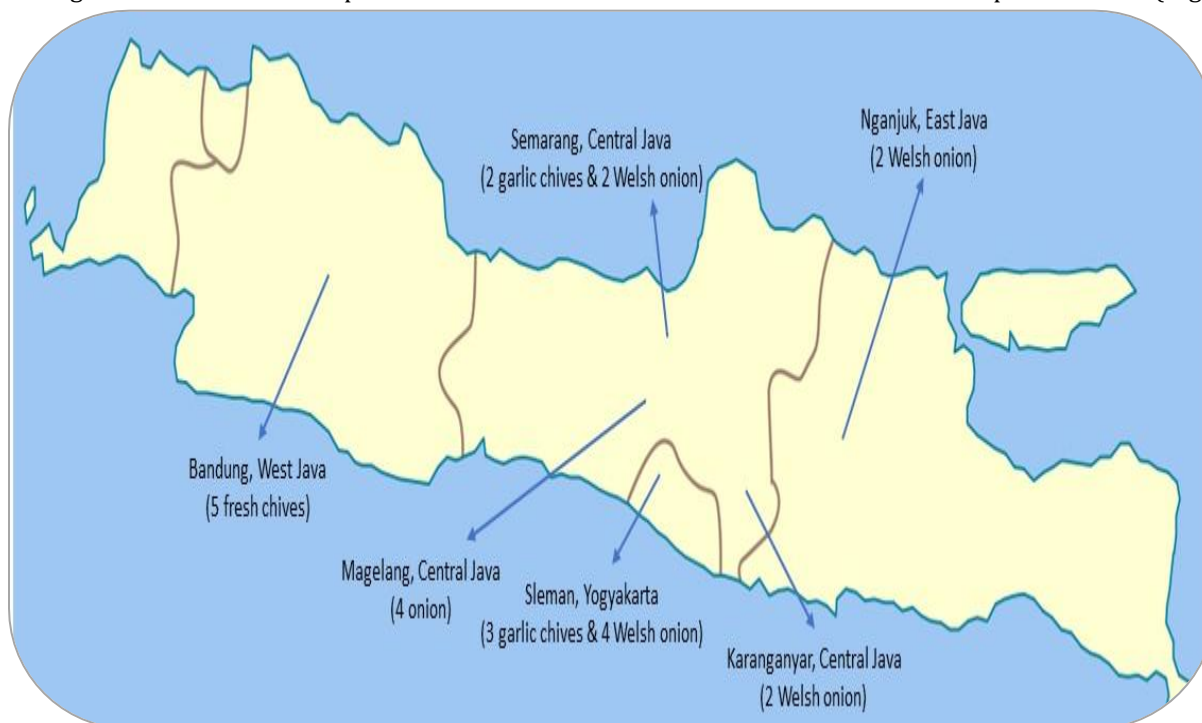 Semarang, Central Java
(2 garlic chives & 2 Welsh onion)
Nganjuk, East Java
(2 Welsh onion)
Bandung, West Java
(5 fresh chives)
Magelang, Central Java
(4 onion)
Sleman, Yogyakarta
(3 garlic chives & 4 Welsh onion)
Karanganyar, Central Java
(2 Welsh onion)